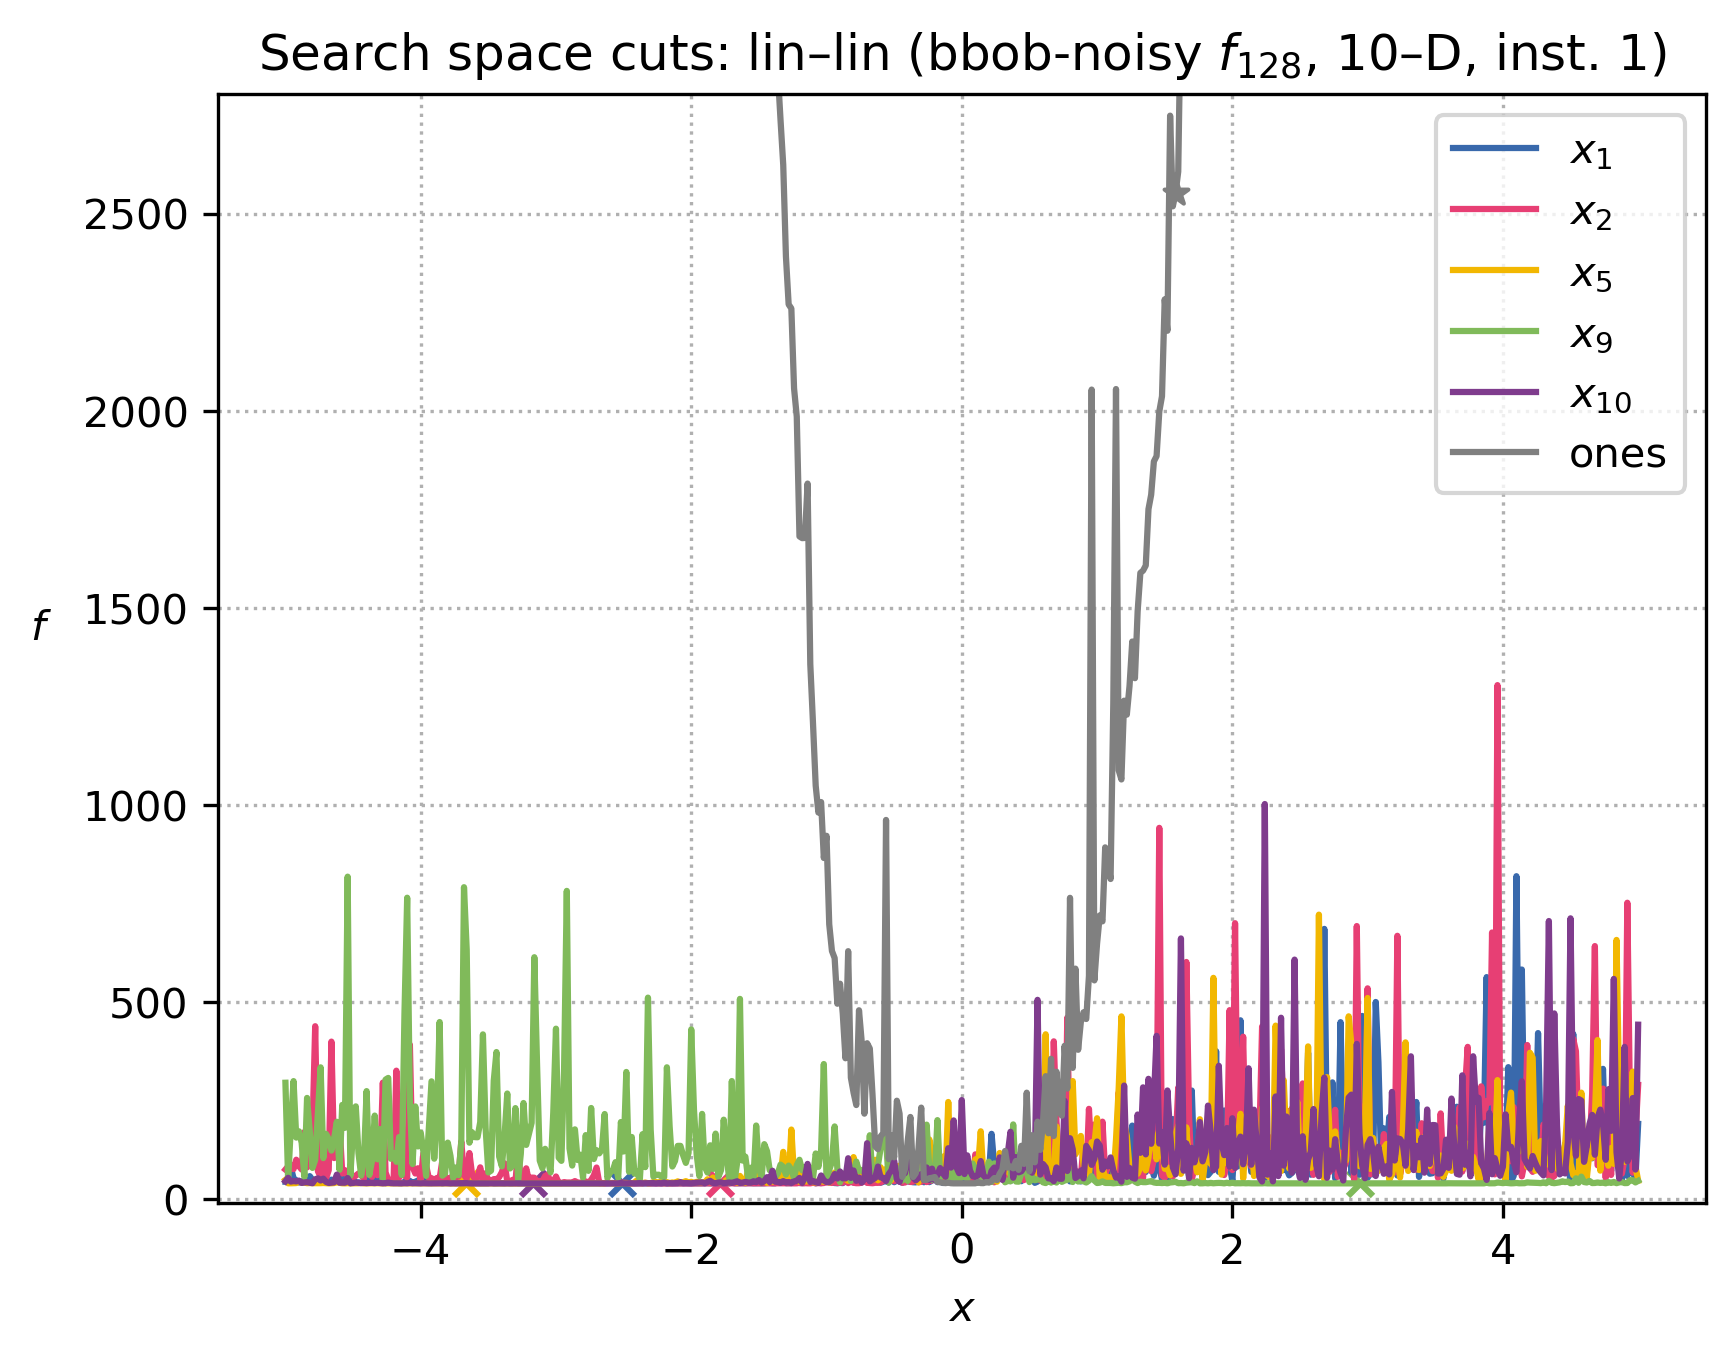 Search space cuts: lin–lin (bbob-noisy f₁₂₈, 10–D, inst. 1)
x₁
x₂
x₅
x₉
x₁₀
ones
2500
2000
1500
1000
500
0
f
−4
−2
0
2
4
x